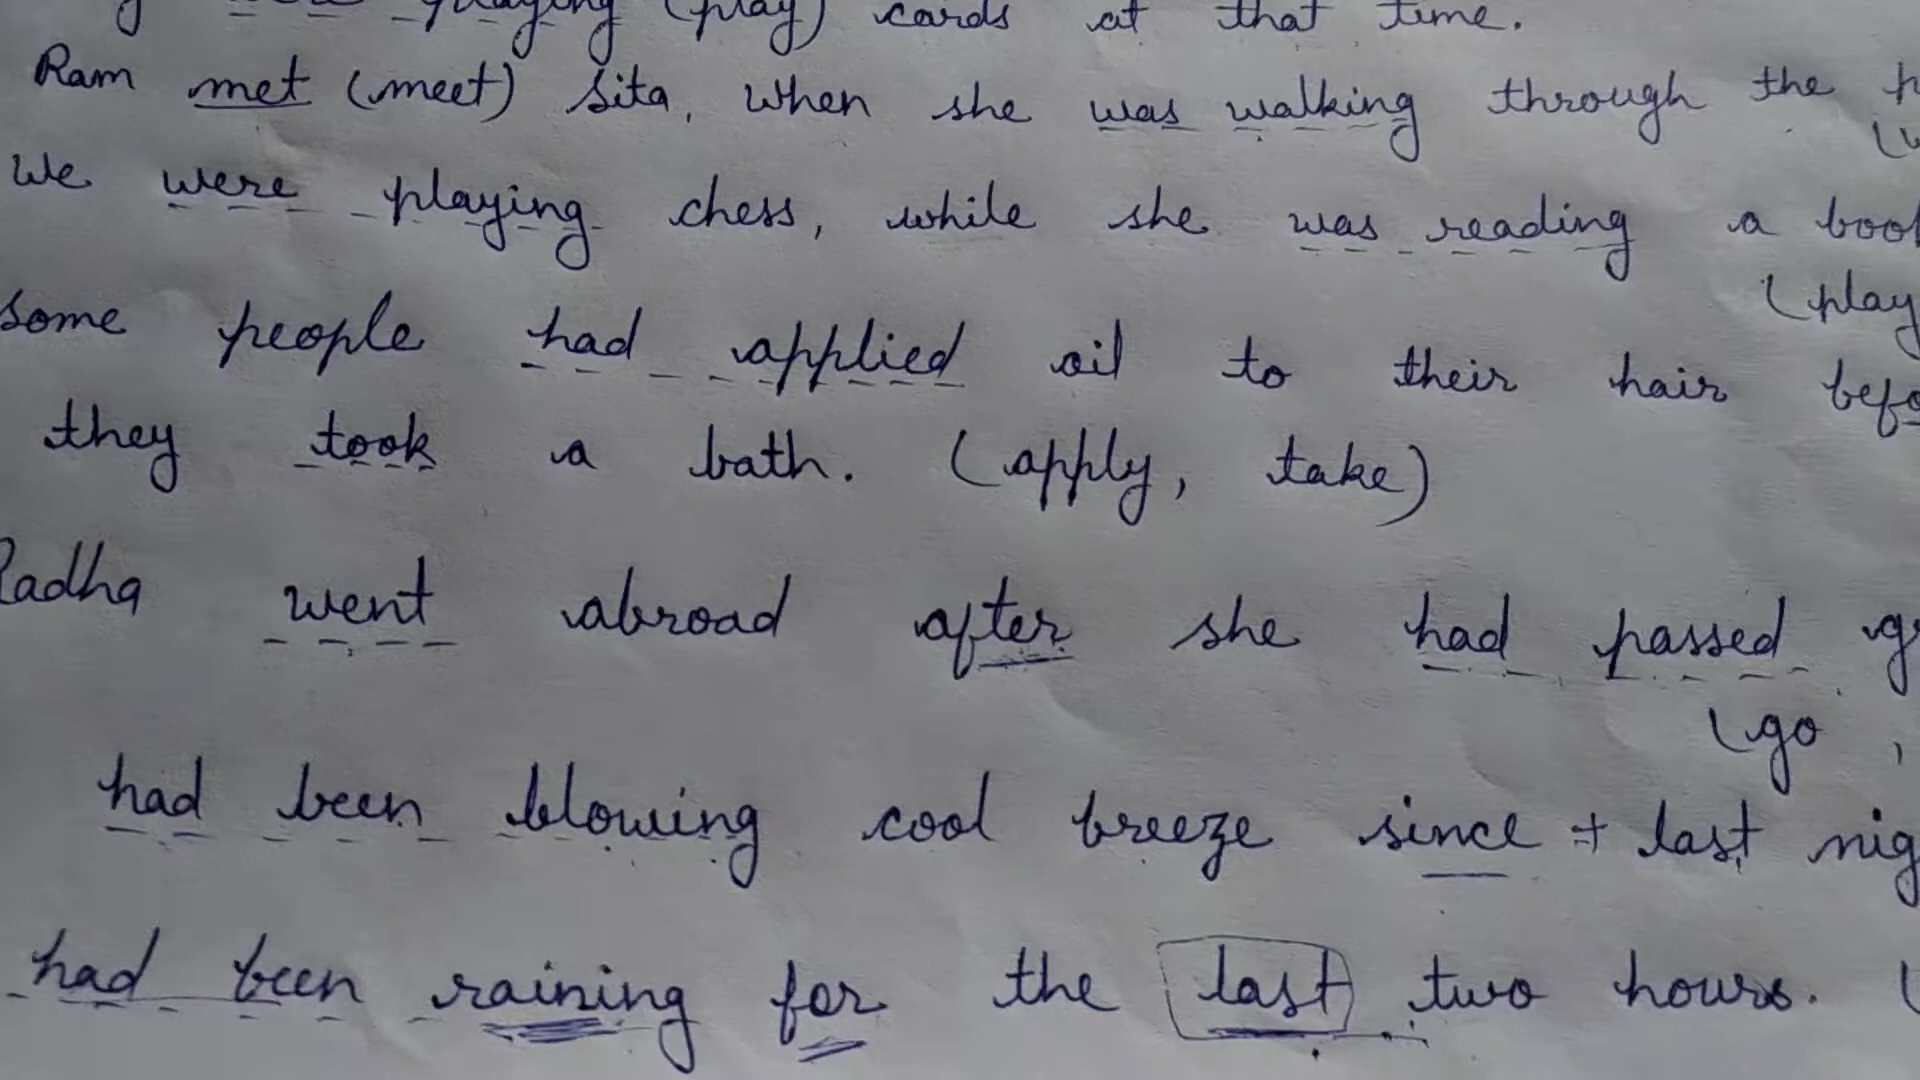 were playing (play) cards at that time.
Ram met (meet) Sita, when she was walking through the
We were playing chess, while she was reading a
(play
Some people had applied oil to their hair
they took a bath. (apply, take)
Radha went abroad after she had passed
(go ,
had been blowing cool breeze since + last
had been raining for the last two hours. (